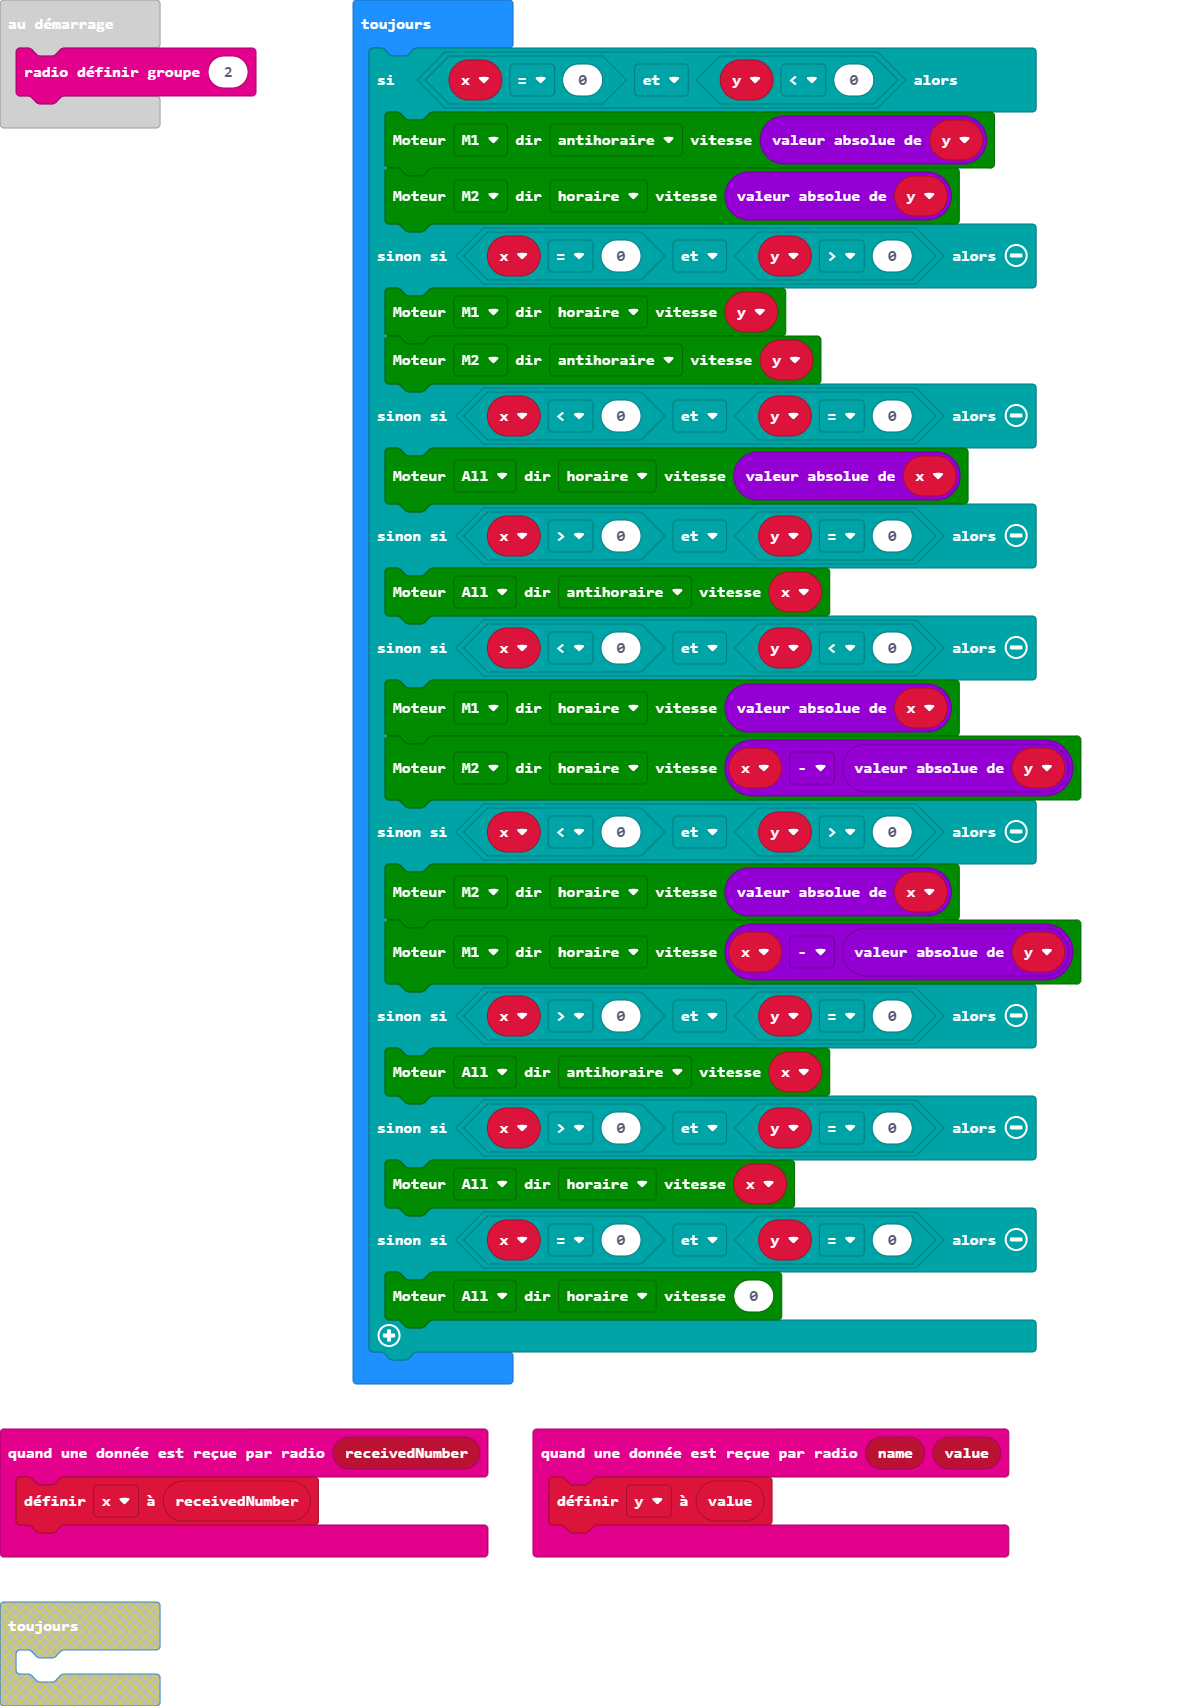 au démarrage
radio définir groupe 2
toujours
si x = 0 et y < 0 alors
Moteur M1 dir antihoraire vitesse valeur absolue de y
Moteur M2 dir horaire vitesse valeur absolue de y
sinon si x = 0 et y > 0 alors
Moteur M1 dir horaire vitesse y
Moteur M2 dir antihoraire vitesse y
sinon si x < 0 et y = 0 alors
Moteur All dir horaire vitesse valeur absolue de x
sinon si x > 0 et y = 0 alors
Moteur All dir antihoraire vitesse x
sinon si x < 0 et y < 0 alors
Moteur M1 dir horaire vitesse valeur absolue de x
Moteur M2 dir horaire vitesse x - valeur absolue de y
sinon si x < 0 et y > 0 alors
Moteur M2 dir horaire vitesse valeur absolue de x
Moteur M1 dir horaire vitesse x - valeur absolue de y
sinon si x > 0 et y = 0 alors
Moteur All dir antihoraire vitesse x
sinon si x > 0 et y = 0 alors
Moteur All dir horaire vitesse x
sinon si x = 0 et y = 0 alors
Moteur All dir horaire vitesse 0
quand une donnée est reçue par radio receivedNumber
définir x à receivedNumber
quand une donnée est reçue par radio name value
définir y à value
toujours